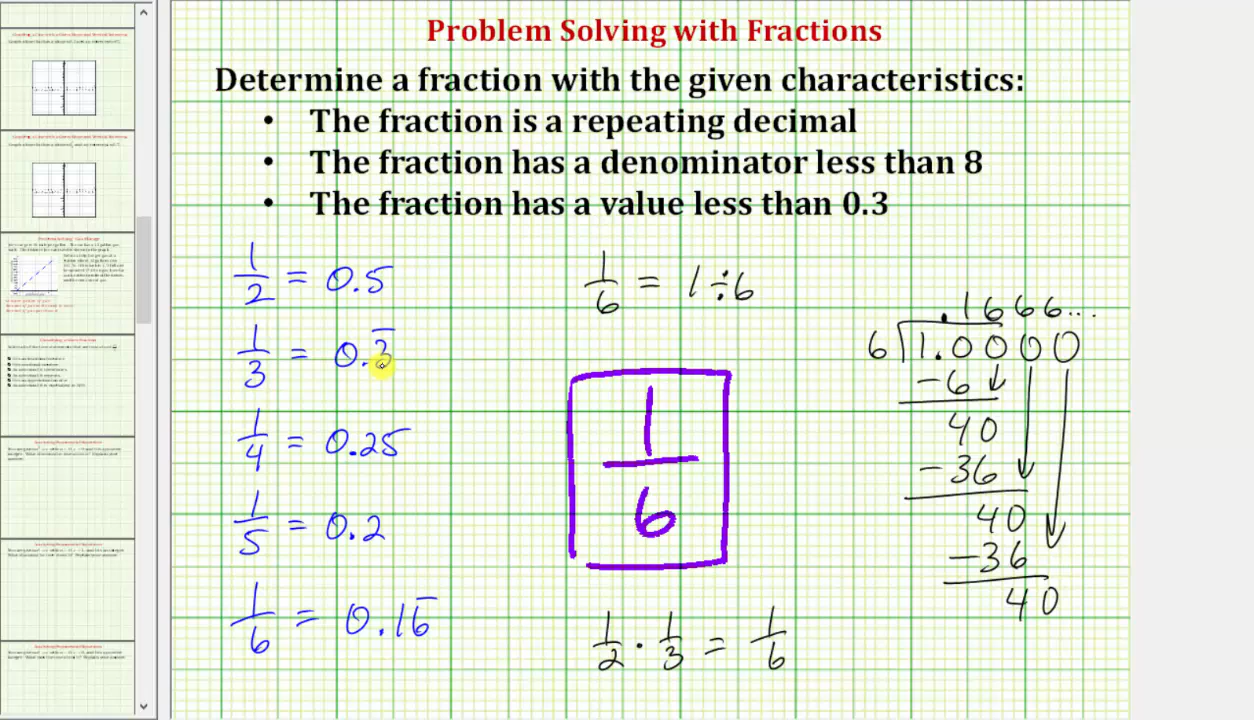 Problem Solving with Fractions
Determine a fraction with the given characteristics:
• The fraction is a repeating decimal
• The fraction has a denominator less than 8
• The fraction has a value less than 0.3
1/2 = 0.5
1/3 = 0.3̅
1/4 = 0.25
1/5 = 0.2
1/6 = 0.16̅
1/6 = 1 ÷ 6
1/6
1/2 · 1/3 = 1/6
.1666...
6 1.0000
-6
40
-36
40
-36
40